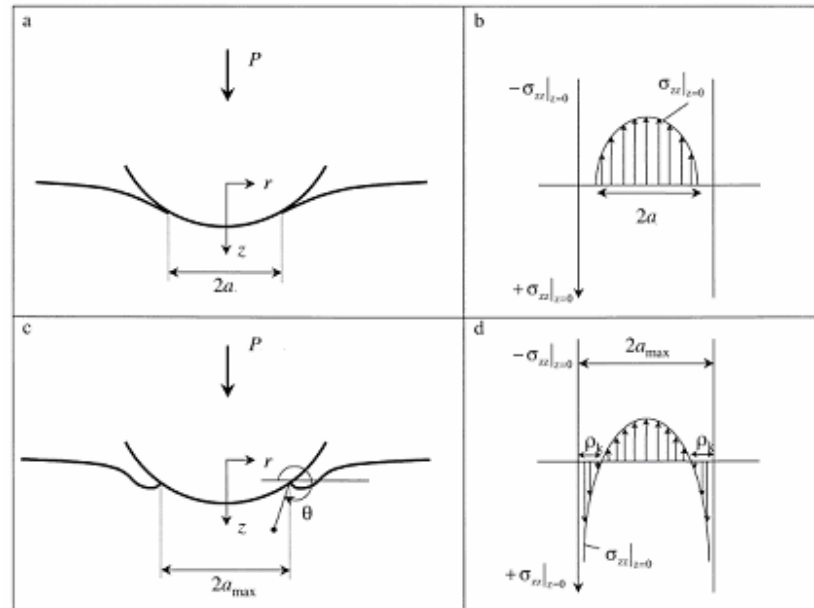 a
P
r
z
2a
b
−σzz|z=0
σzz|z=0
2a
+σzz|z=0
c
P
r
θ
z
2amax
d
−σzz|z=0
2amax
ρk
ρk
σzz|z=0
+σzz|z=0